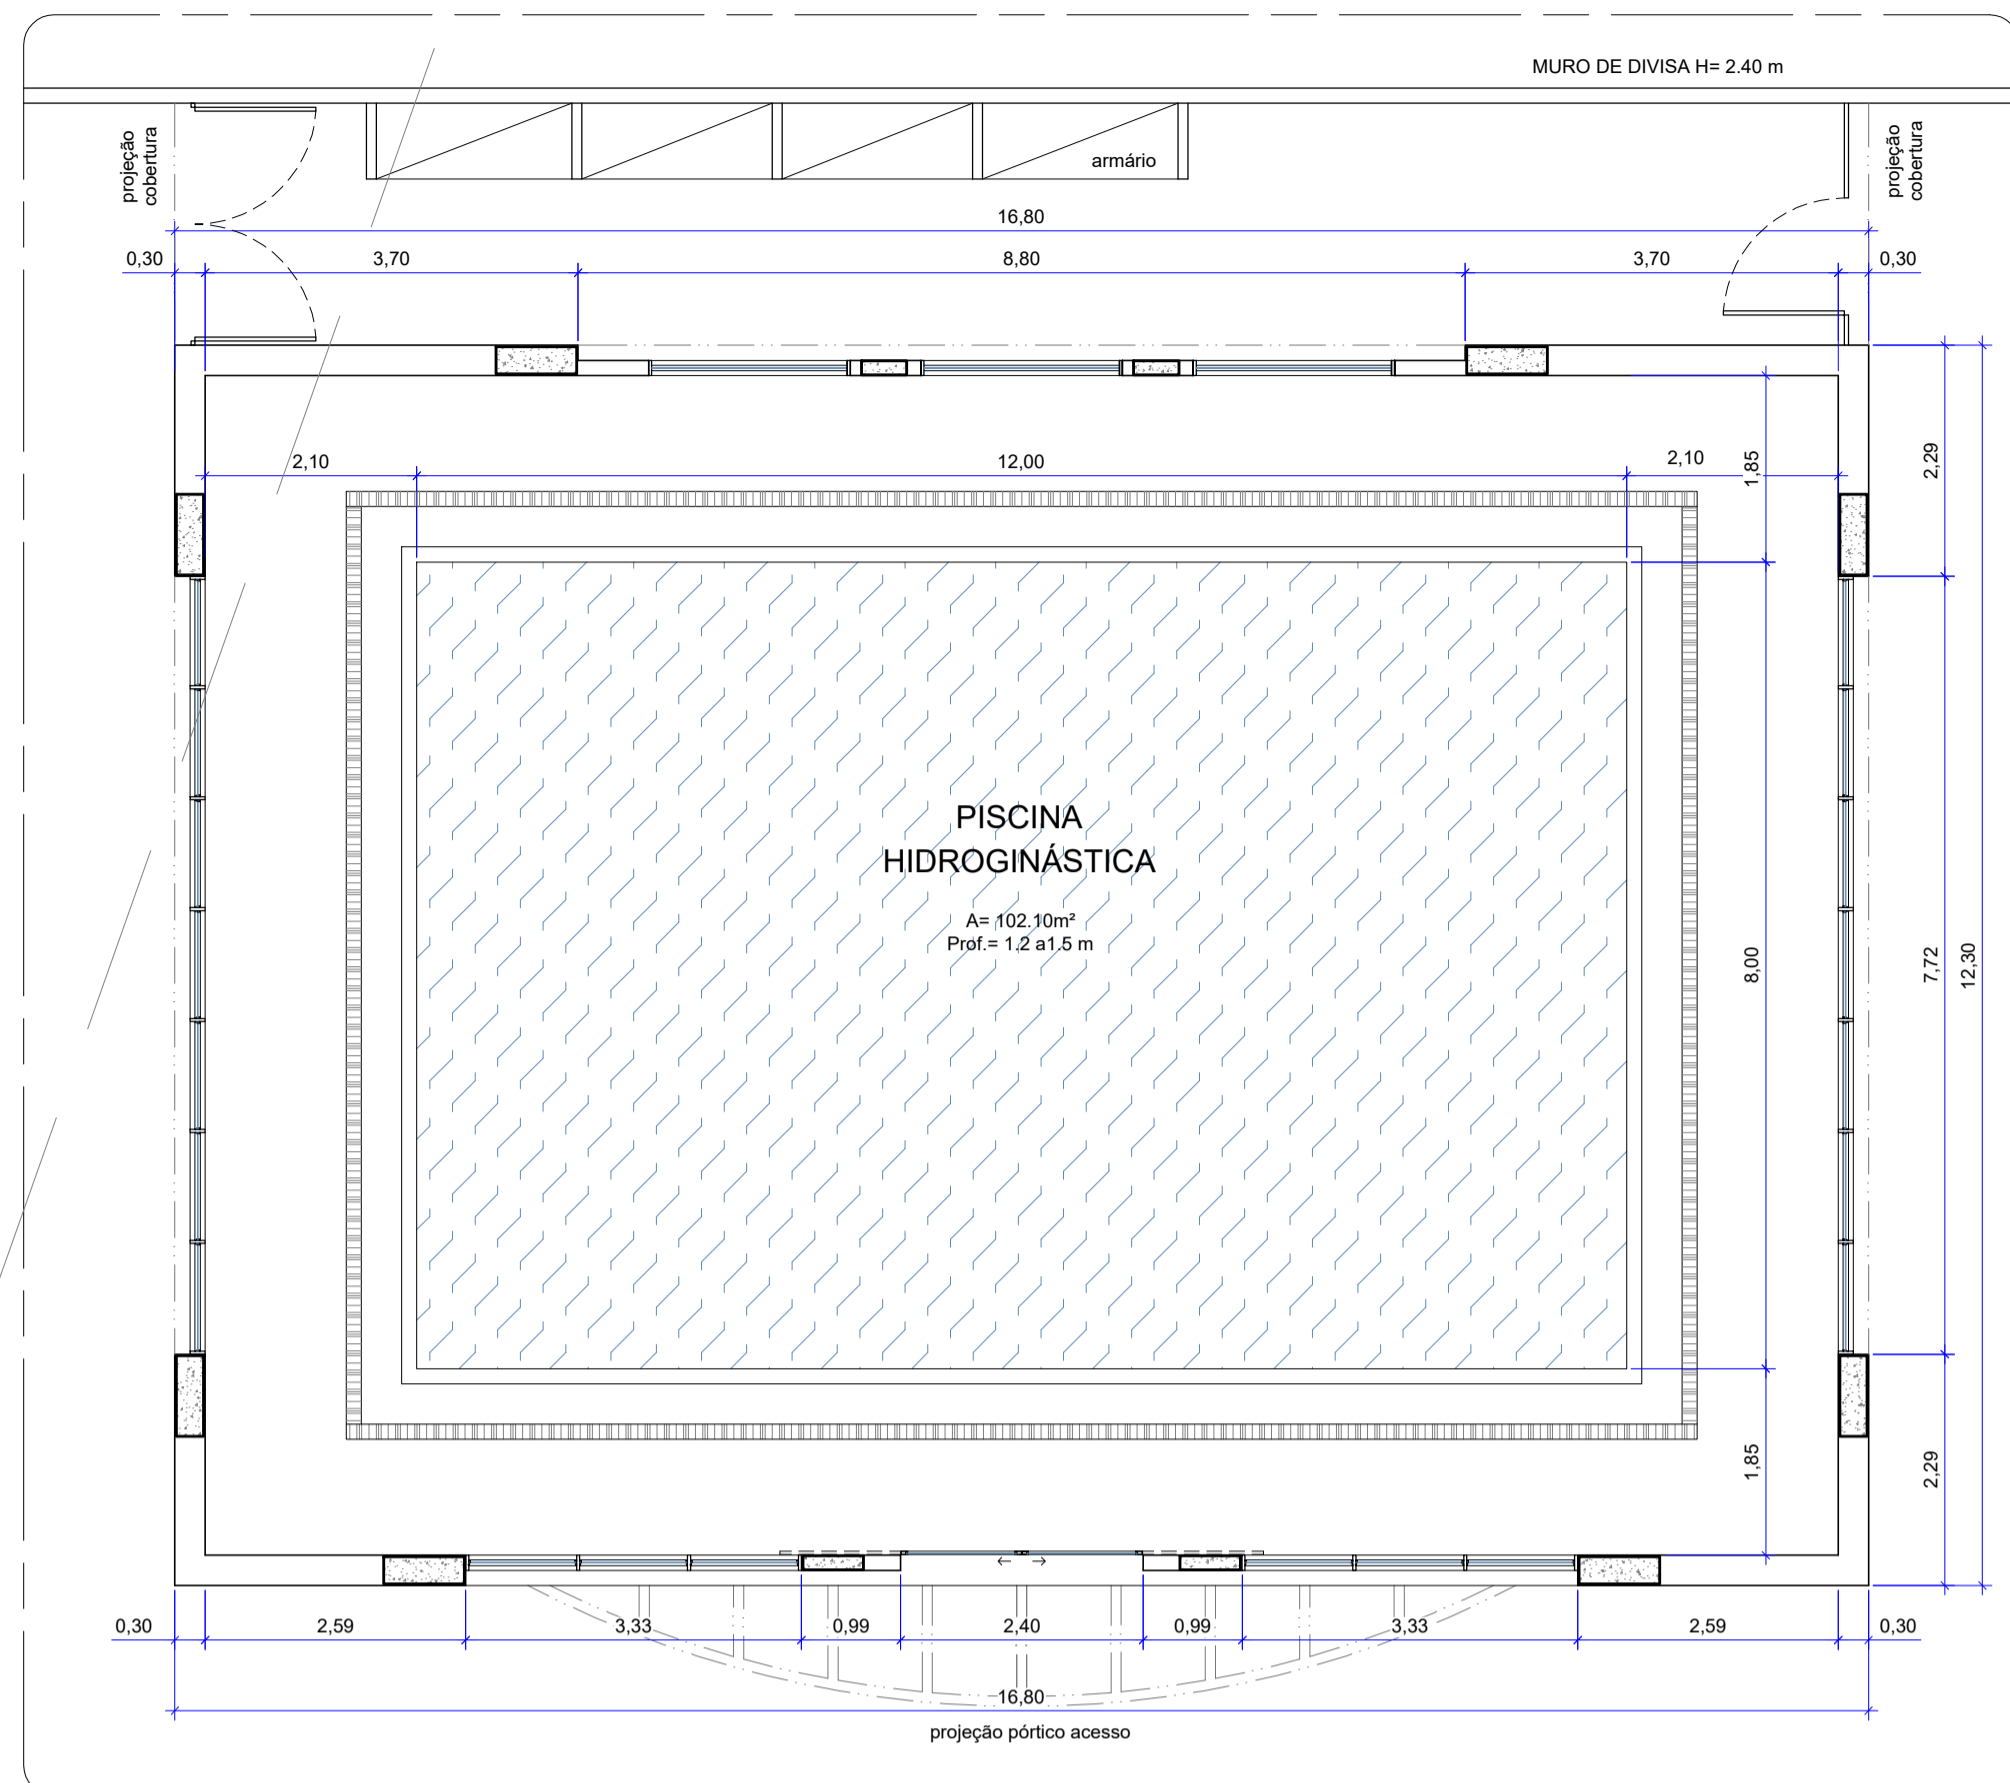 MURO DE DIVISA H= 2.40 m
projeção
cobertura
projeção
cobertura
armário
16,80
0,30
3,70
8,80
3,70
0,30
2,10
12,00
2,10
1,85
2,29
PISCINA
HIDROGINÁSTICA
A= 102.10m²
Prof.= 1.2 a1.5 m
8,00
7,72
12,30
1,85
2,29
0,30
2,59
3,33
0,99
2,40
0,99
3,33
2,59
0,30
16,80
projeção pórtico acesso